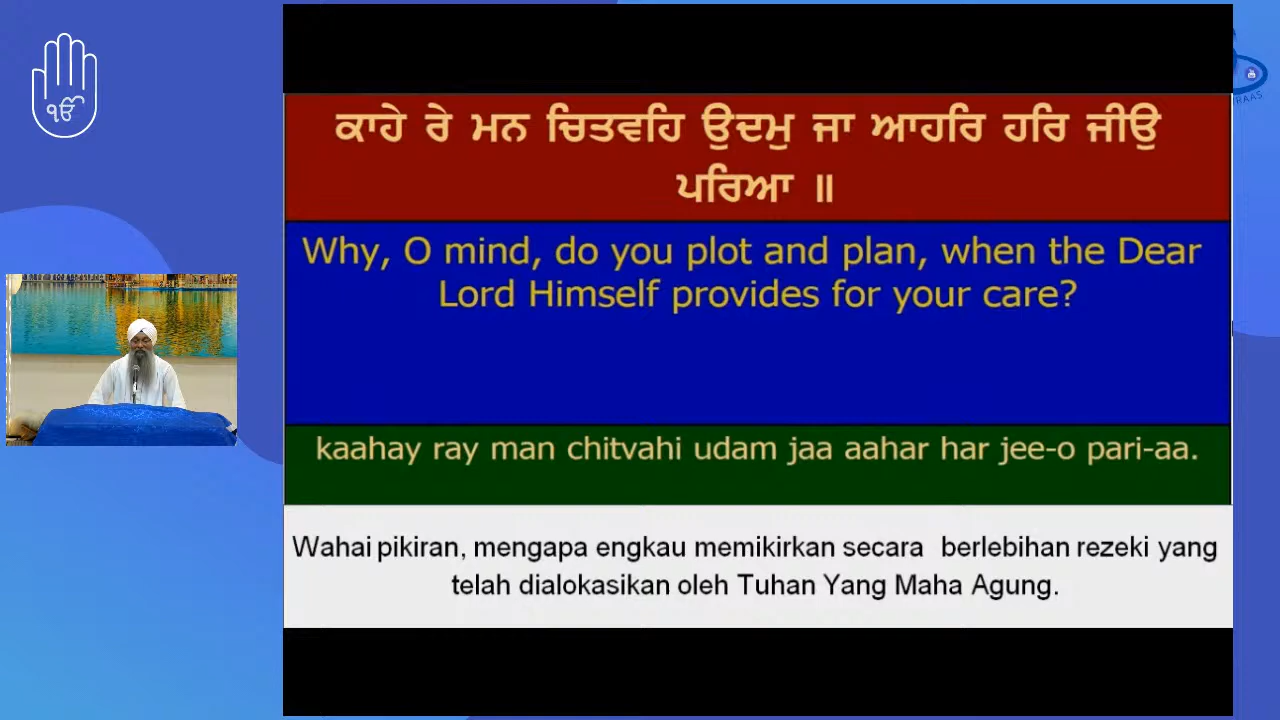 ੴ
RAAS
ਕਾਹੇ ਰੇ ਮਨ ਚਿਤਵਹਿ ਉਦਮੁ ਜਾ ਆਹਰਿ ਹਰਿ ਜੀਉ
ਪਰਿਆ ॥
Why, O mind, do you plot and plan, when the Dear
Lord Himself provides for your care?
kaahay ray man chitvahi udam jaa aahar har jee-o pari-aa.
Wahai pikiran, mengapa engkau memikirkan secara berlebihan rezeki yang
telah dialokasikan oleh Tuhan Yang Maha Agung.